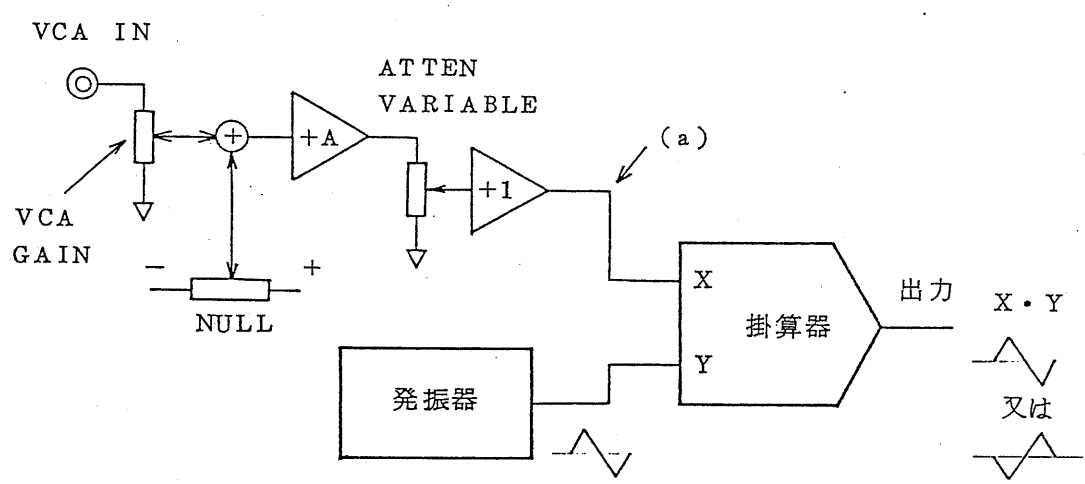 VCA IN
ATTEN
VARIABLE
+
+A
(a)
+1
VCA
GAIN
−
+
NULL
X
掛算器
出力
X・Y
Y
発振器
又は